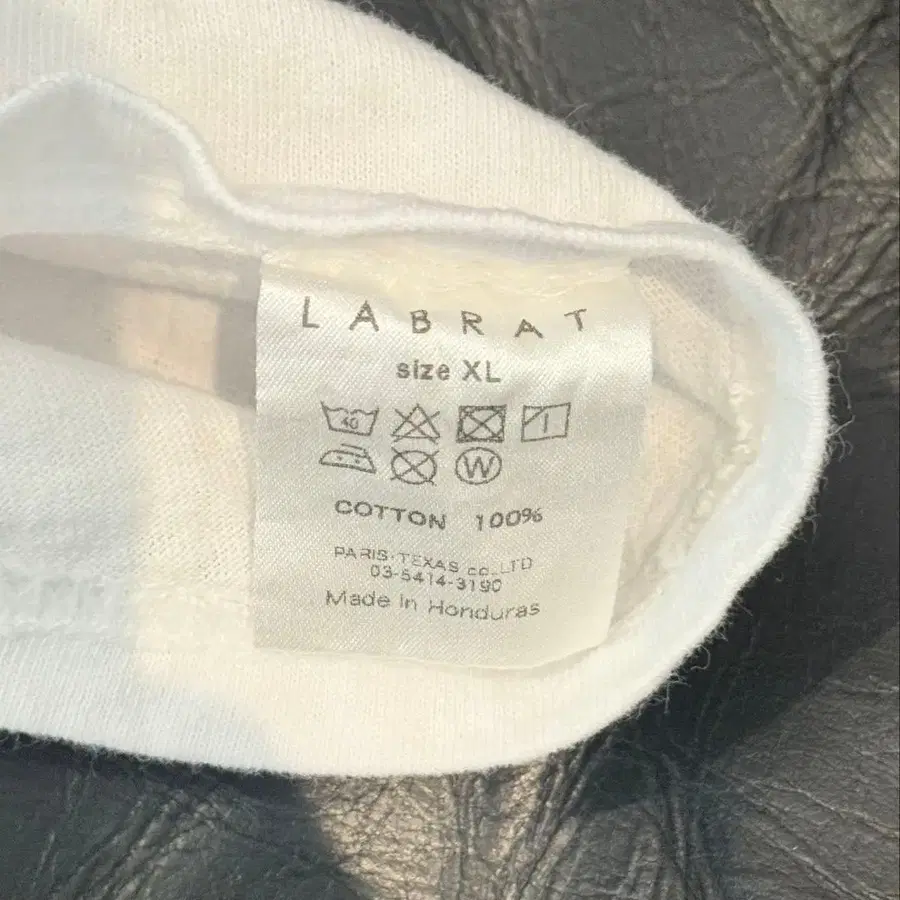 LABRAT
size XL
40
W
COTTON 100%
PARIS·TEXAS co.,LTD
03-5414-3190
Made in Honduras